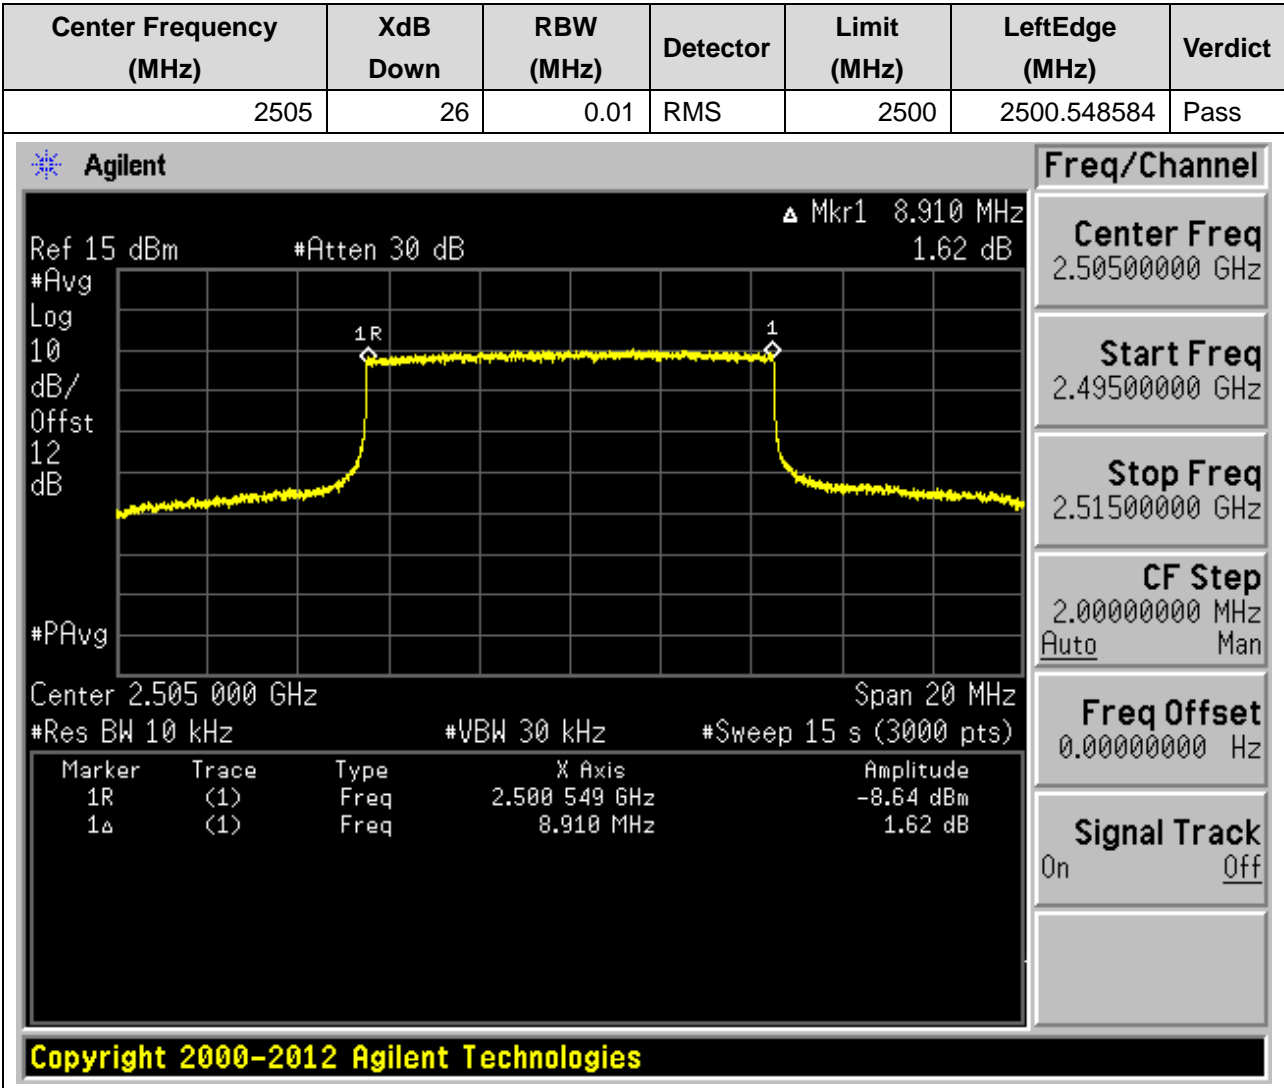 Center Frequency (MHz) XdB Down RBW (MHz) Detector Limit (MHz) LeftEdge (MHz) Verdict
2505 26 0.01 RMS 2500 2500.548584 Pass
Agilent
Freq/Channel
Δ Mkr1 8.910 MHz
Ref 15 dBm #Atten 30 dB 1.62 dB
#Avg
Log
10
dB/
Offst
12
dB
#PAvg
1R
1
Center 2.505 000 GHz Span 20 MHz
#Res BW 10 kHz #VBW 30 kHz #Sweep 15 s (3000 pts)
Marker Trace Type X Axis Amplitude
1R (1) Freq 2.500 549 GHz -8.64 dBm
1Δ (1) Freq 8.910 MHz 1.62 dB
Center Freq
2.50500000 GHz
Start Freq
2.49500000 GHz
Stop Freq
2.51500000 GHz
CF Step
2.00000000 MHz
Auto Man
Freq Offset
0.00000000 Hz
Signal Track
On Off
Copyright 2000-2012 Agilent Technologies